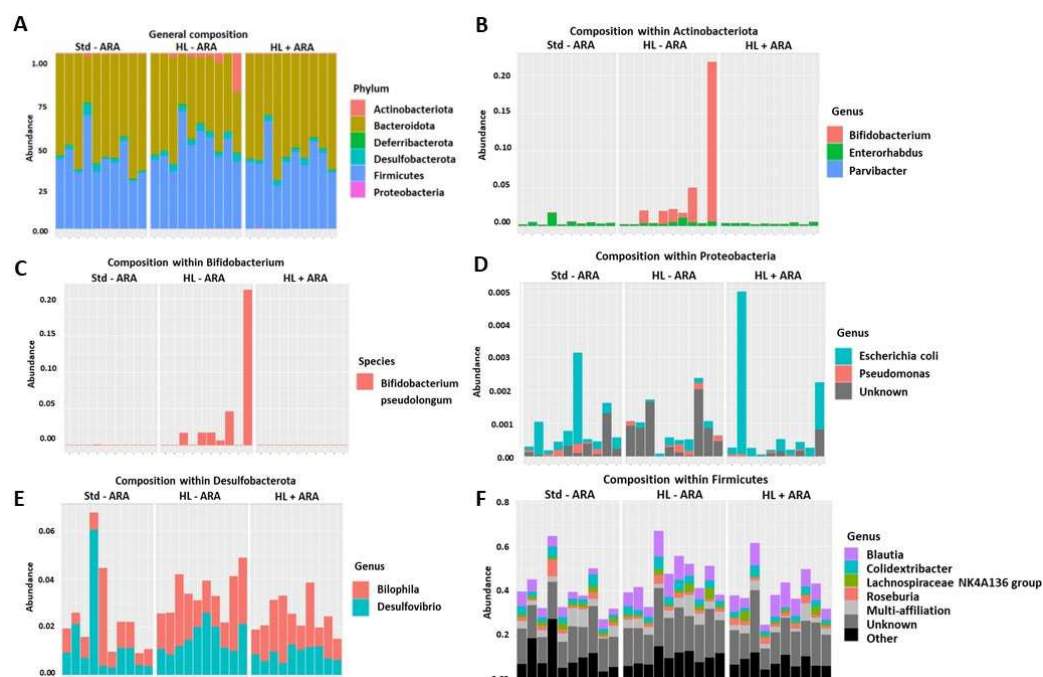 A
General composition
Std - ARA
HL - ARA
HL + ARA
1.00
75
50
25
0.00
Abundance
Phylum
Actinobacteriota
Bacteroidota
Deferribacterota
Desulfobacterota
Firmicutes
Proteobacteria
B
Composition within Actinobacteriota
Std - ARA
HL - ARA
HL + ARA
0.20
0.15
0.10
0.05
0.00
Abundance
Genus
Bifidobacterium
Enterorhabdus
Parvibacter
C
Composition within Bifidobacterium
Std - ARA
HL - ARA
HL + ARA
0.20
0.15
0.10
0.05
0.00
Abundance
Species
Bifidobacterium
pseudolongum
D
Composition within Proteobacteria
Std - ARA
HL - ARA
HL + ARA
0.005
0.004
0.003
0.002
0.001
0.00
Abundance
Genus
Escherichia coli
Pseudomonas
Unknown
E
Composition within Desulfobacterota
Std - ARA
HL - ARA
HL + ARA
0.06
0.04
0.02
0.00
Abundance
Genus
Bilophila
Desulfovibrio
F
Composition within Firmicutes
Std - ARA
HL - ARA
HL + ARA
0.8
0.6
0.4
0.2
Abundance
Genus
Blautia
Colidextribacter
Lachnospiraceae NK4A136 group
Roseburia
Multi-affiliation
Unknown
Other